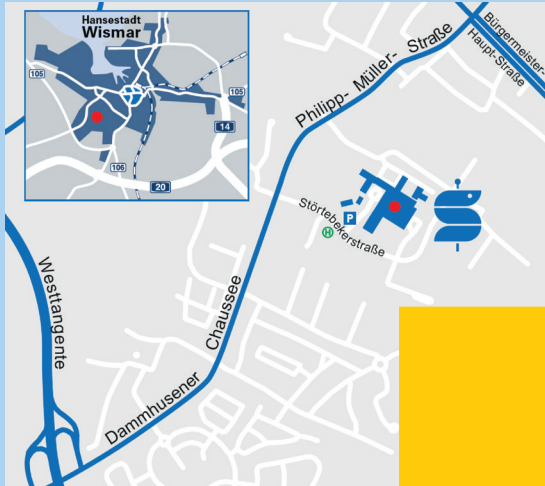 Hansestadt
Wismar
105
105
14
106
20
Philipp-Müller-Straße
Bürgermeister-
Haupt-Straße
Störtebekerstraße
P
H
Westtangente
Dammhusener Chaussee